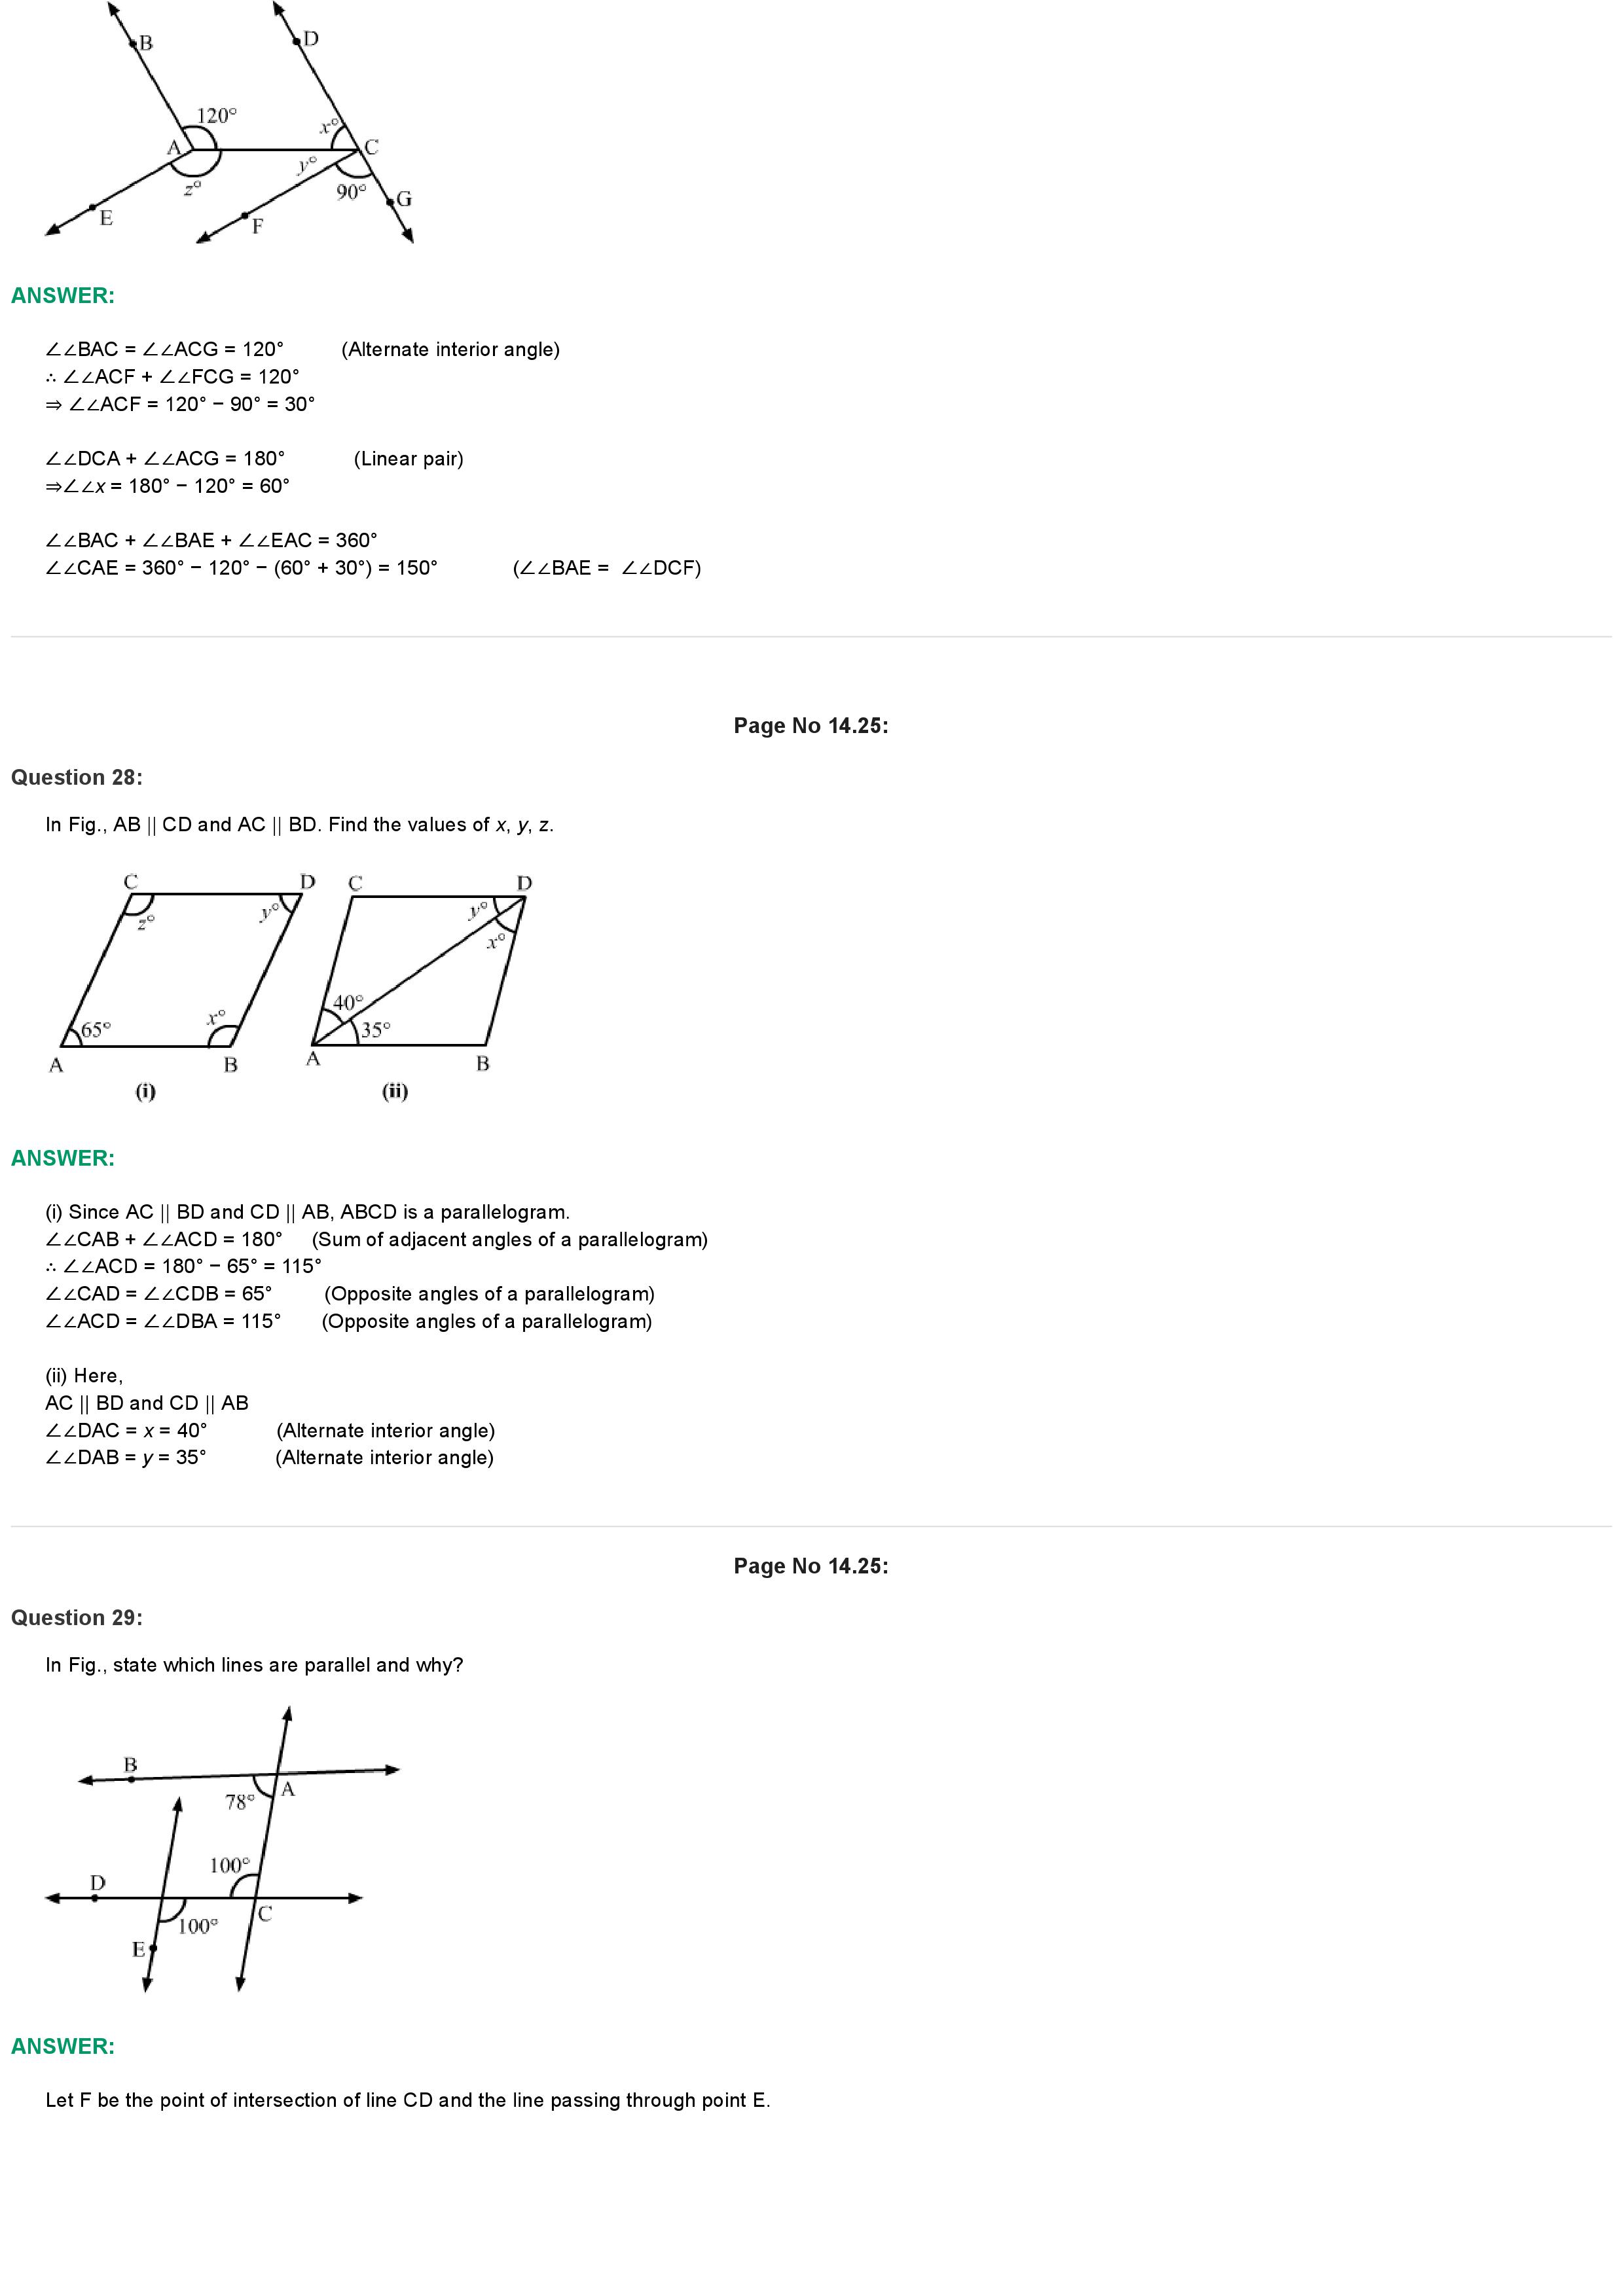 B
D
120°
x°
A
C
y°
z°
90°
G
E
F
ANSWER:
∠∠BAC = ∠∠ACG = 120° (Alternate interior angle)
∴ ∠∠ACF + ∠∠FCG = 120°
⇒ ∠∠ACF = 120° − 90° = 30°
∠∠DCA + ∠∠ACG = 180° (Linear pair)
⇒∠∠x = 180° − 120° = 60°
∠∠BAC + ∠∠BAE + ∠∠EAC = 360°
∠∠CAE = 360° − 120° − (60° + 30°) = 150° (∠∠BAE = ∠∠DCF)
Page No 14.25:
Question 28:
In Fig., AB || CD and AC || BD. Find the values of x, y, z.
C
D
z°
y°
65°
x°
A
B
(i)
C
D
y°
x°
40°
35°
A
B
(ii)
ANSWER:
(i) Since AC || BD and CD || AB, ABCD is a parallelogram.
∠∠CAB + ∠∠ACD = 180° (Sum of adjacent angles of a parallelogram)
∴ ∠∠ACD = 180° − 65° = 115°
∠∠CAD = ∠∠CDB = 65° (Opposite angles of a parallelogram)
∠∠ACD = ∠∠DBA = 115° (Opposite angles of a parallelogram)
(ii) Here,
AC || BD and CD || AB
∠∠DAC = x = 40° (Alternate interior angle)
∠∠DAB = y = 35° (Alternate interior angle)
Page No 14.25:
Question 29:
In Fig., state which lines are parallel and why?
B
A
78°
100°
D
C
100°
E
ANSWER:
Let F be the point of intersection of line CD and the line passing through point E.